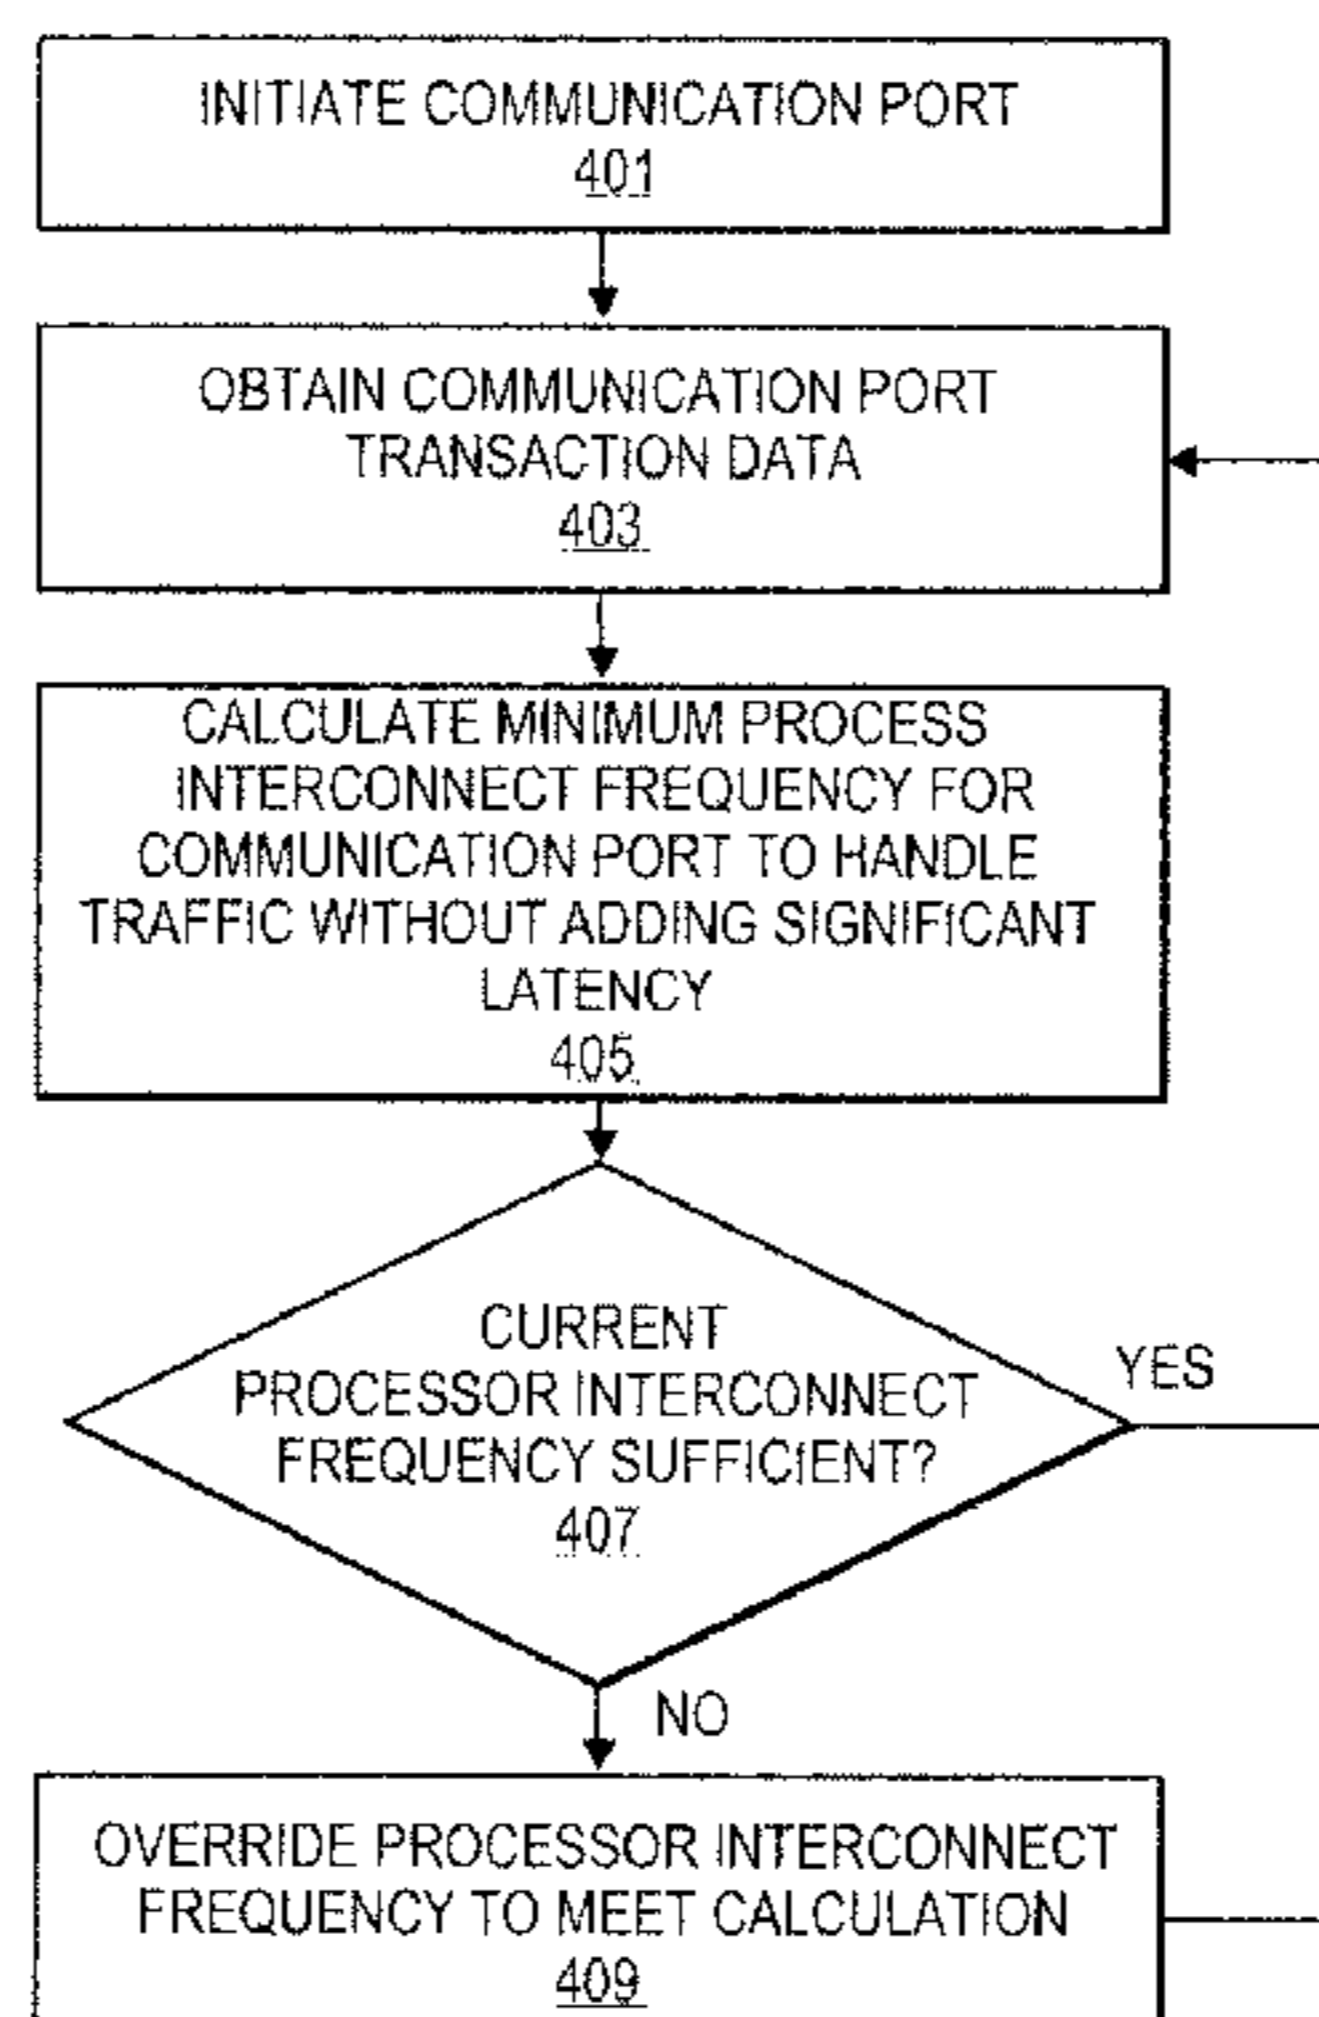 INITIATE COMMUNICATION PORT
401
OBTAIN COMMUNICATION PORT
TRANSACTION DATA
403
CALCULATE MINIMUM PROCESS
INTERCONNECT FREQUENCY FOR
COMMUNICATION PORT TO HANDLE
TRAFFIC WITHOUT ADDING SIGNIFICANT
LATENCY
405
CURRENT
PROCESSOR INTERCONNECT
FREQUENCY SUFFICIENT?
407
YES
NO
OVERRIDE PROCESSOR INTERCONNECT
FREQUENCY TO MEET CALCULATION
409